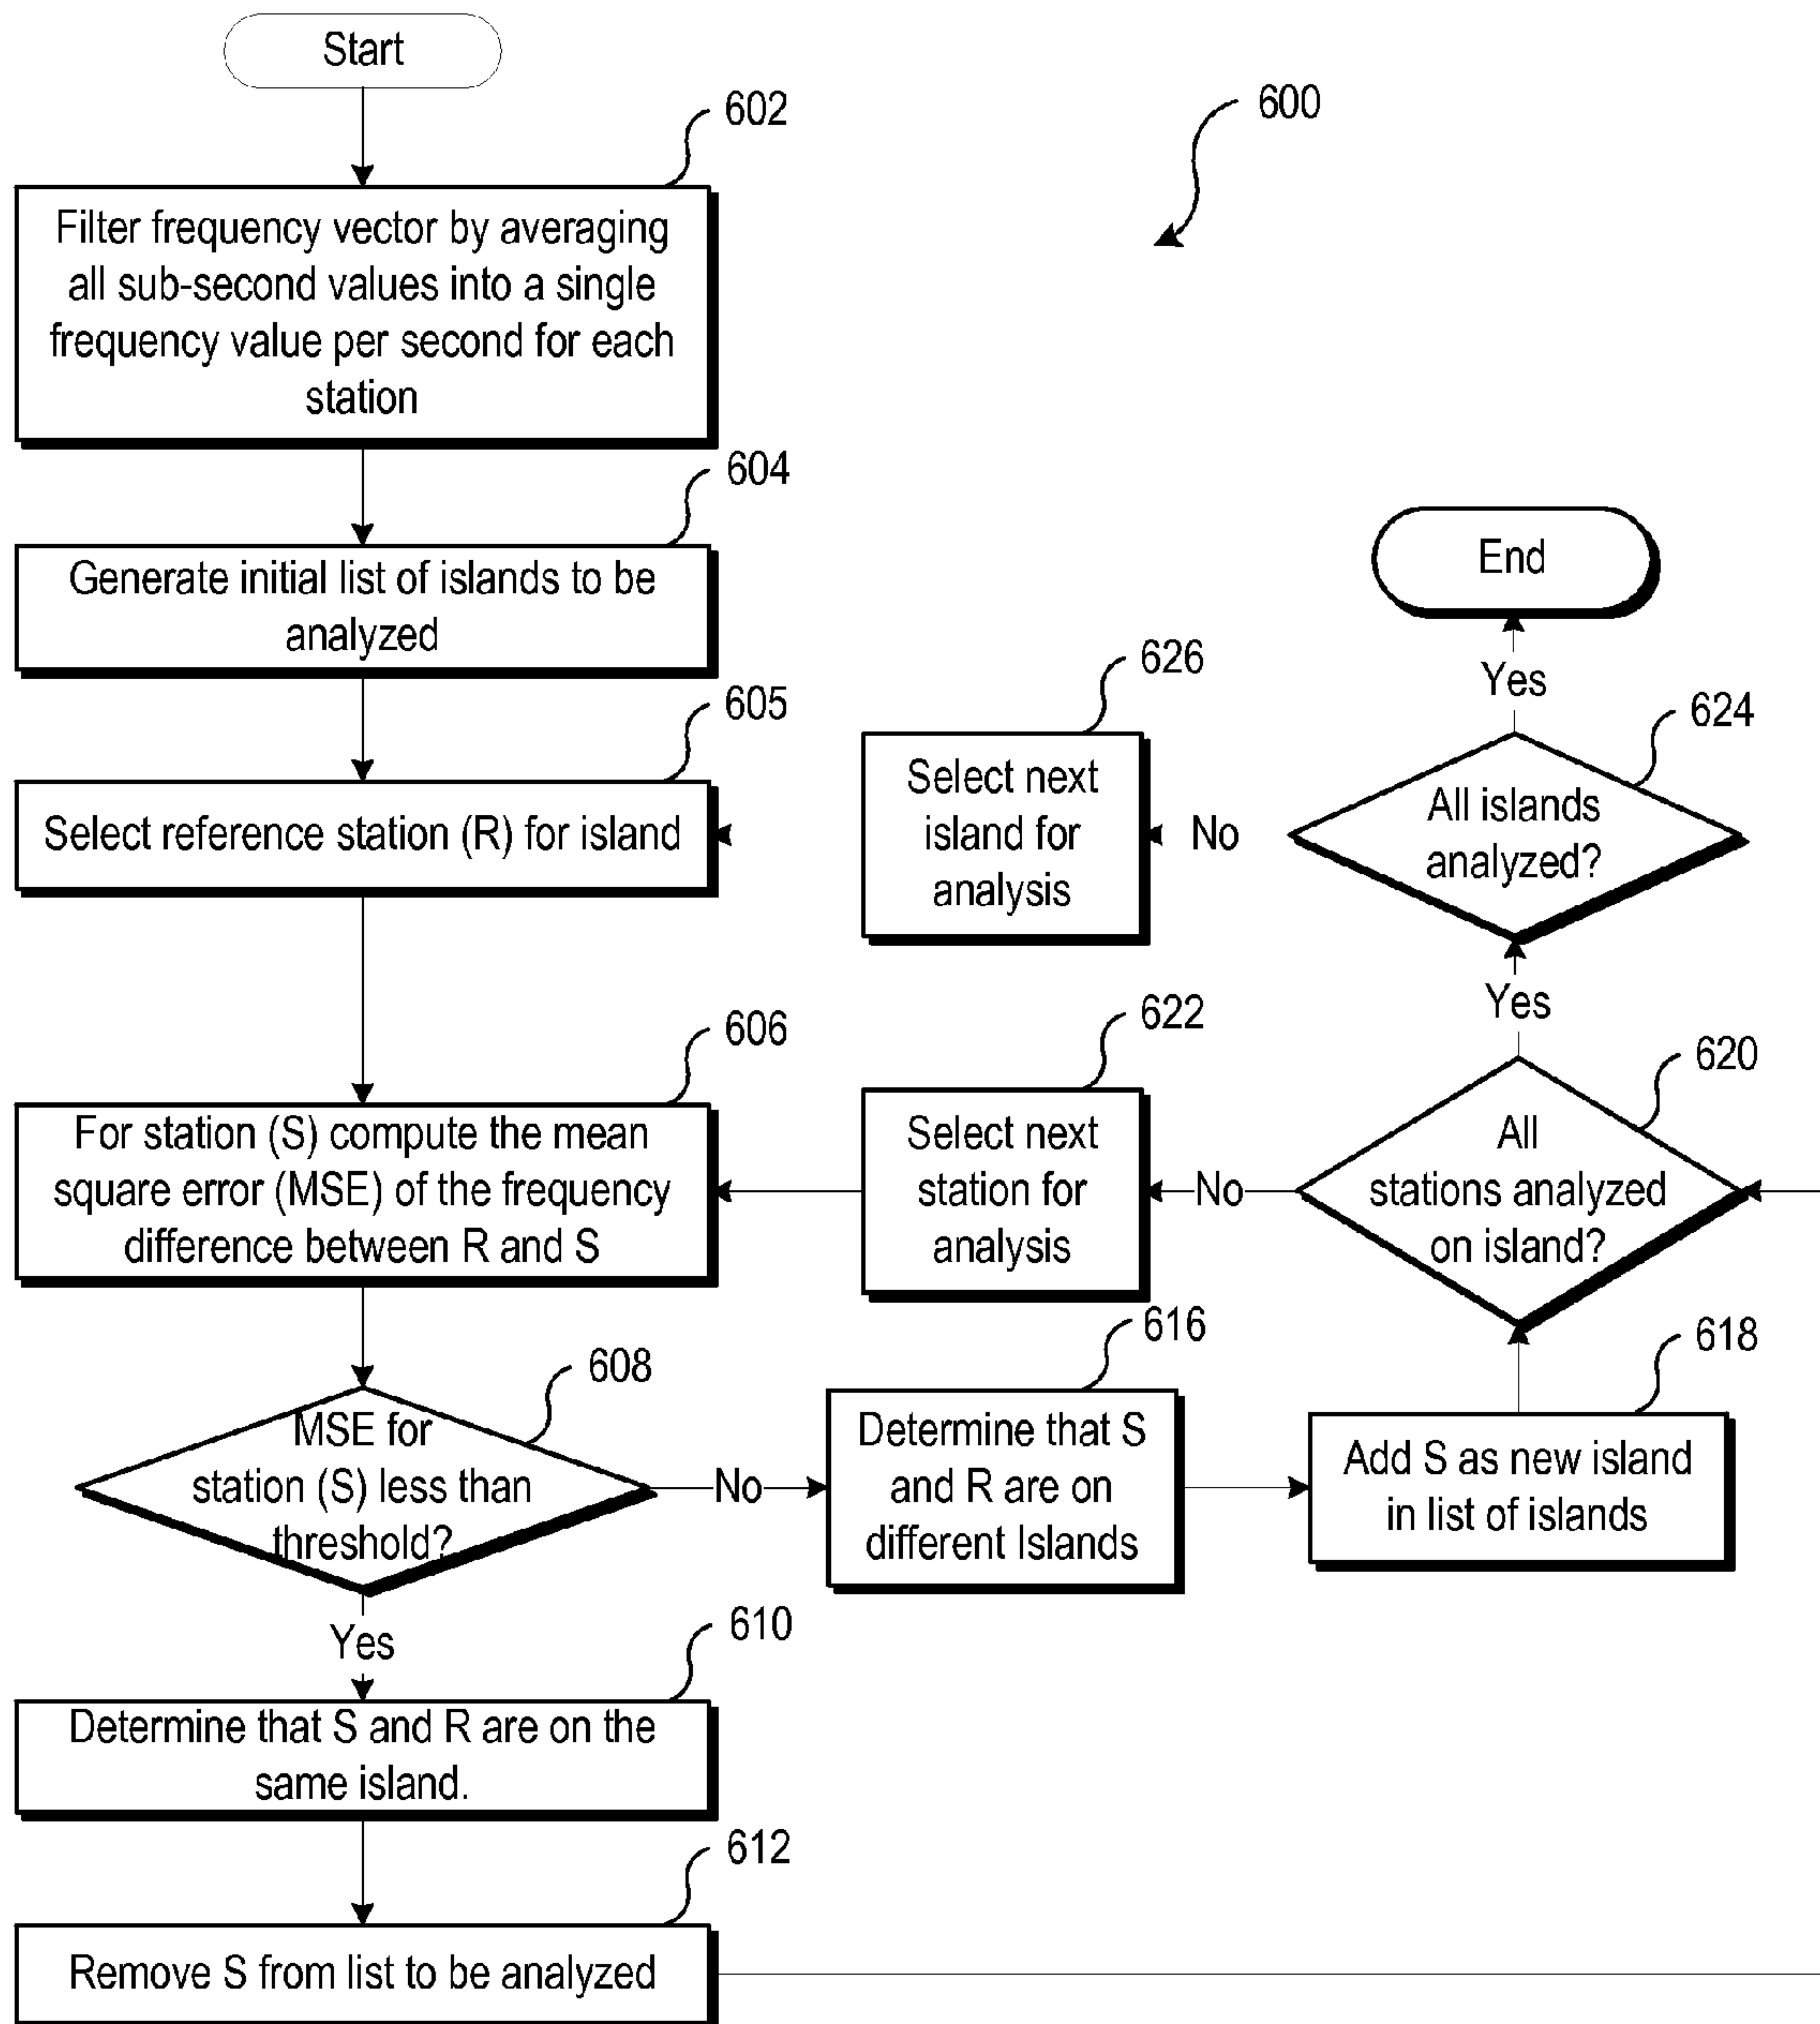 Start
602
600
Filter frequency vector by averaging
all sub-second values into a single
frequency value per second for each
station
604
Generate initial list of islands to be
analyzed
End
626
Yes
605
624
Select reference station (R) for island
Select next
island for
analysis
No
All islands
analyzed?
Yes
606
622
620
For station (S) compute the mean
square error (MSE) of the frequency
difference between R and S
Select next
station for
analysis
No
All
stations analyzed
on island?
608
616
618
MSE for
station (S) less than
threshold?
No
Determine that S
and R are on
different Islands
Add S as new island
in list of islands
Yes
610
Determine that S and R are on the
same island.
612
Remove S from list to be analyzed